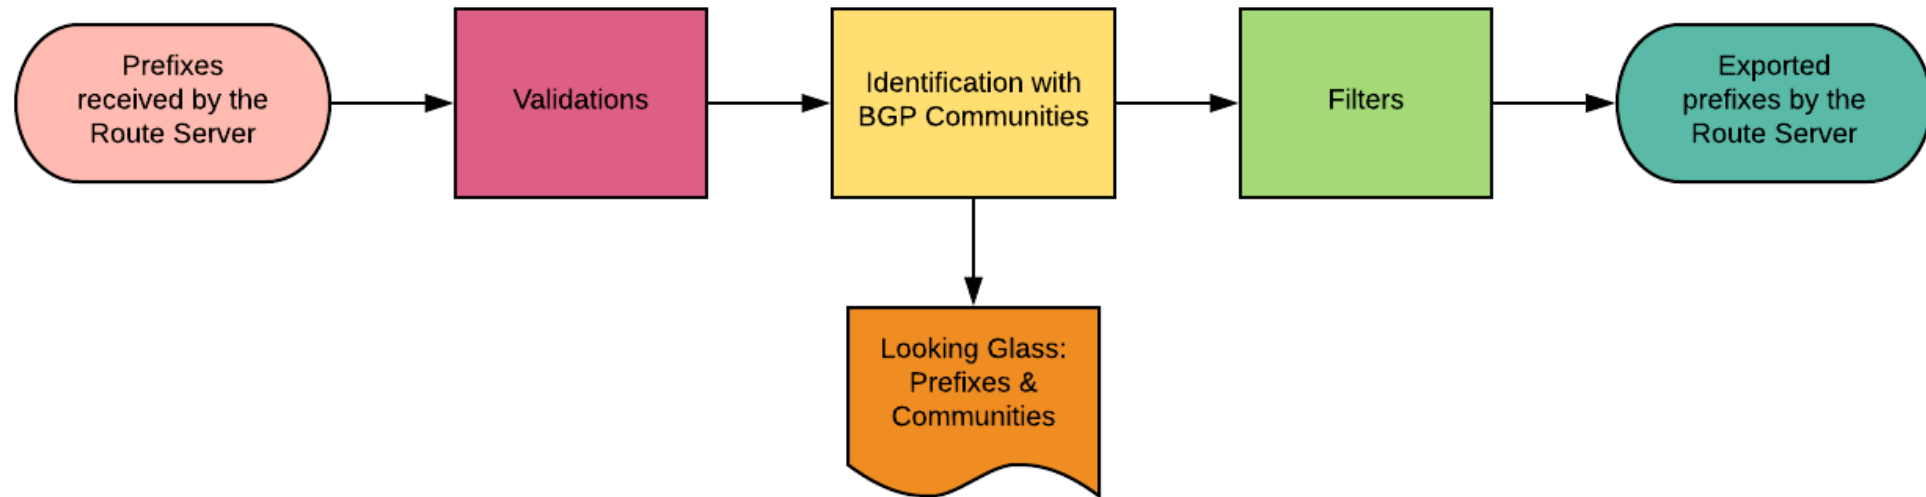 Prefixes
received by the
Route Server
Validations
Identification with
BGP Communities
Filters
Exported
prefixes by the
Route Server
Looking Glass:
Prefixes &
Communities